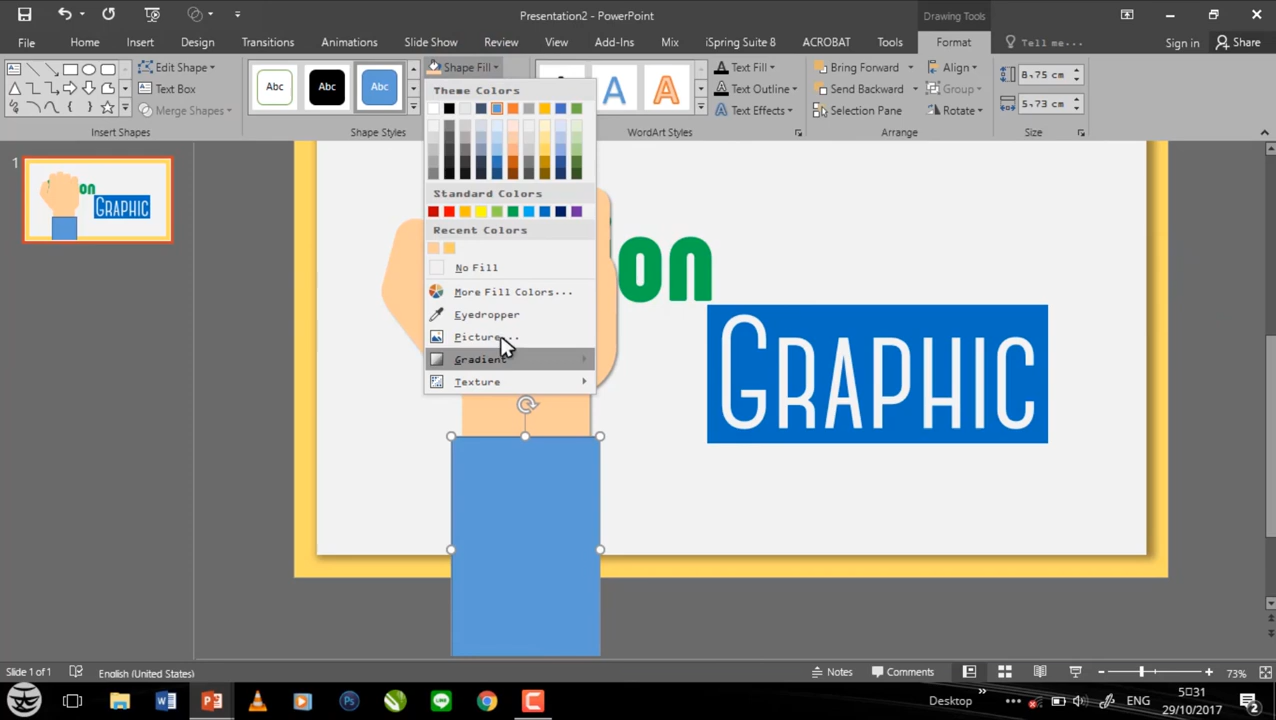 Presentation2 - PowerPoint
Drawing Tools
File Home Insert Design Transitions Animations Slide Show Review View Add-Ins Mix iSpring Suite 8 ACROBAT Tools Format Tell me... Sign in Share
Edit Shape
Text Box
Merge Shapes
Insert Shapes
Abc Abc Abc
Shape Styles
Shape Fill
A A
WordArt Styles
Text Fill
Text Outline
Text Effects
Bring Forward
Send Backward
Selection Pane
Align
Group
Rotate
Arrange
8,75 cm
5,73 cm
Size
Theme Colors
Standard Colors
Recent Colors
No Fill
More Fill Colors...
Eyedropper
Picture...
Gradient
Texture
1
on
GRAPHIC
on
GRAPHIC
Slide 1 of 1 English (United States) Notes Comments 73%
Desktop » ENG 29/10/2017 2